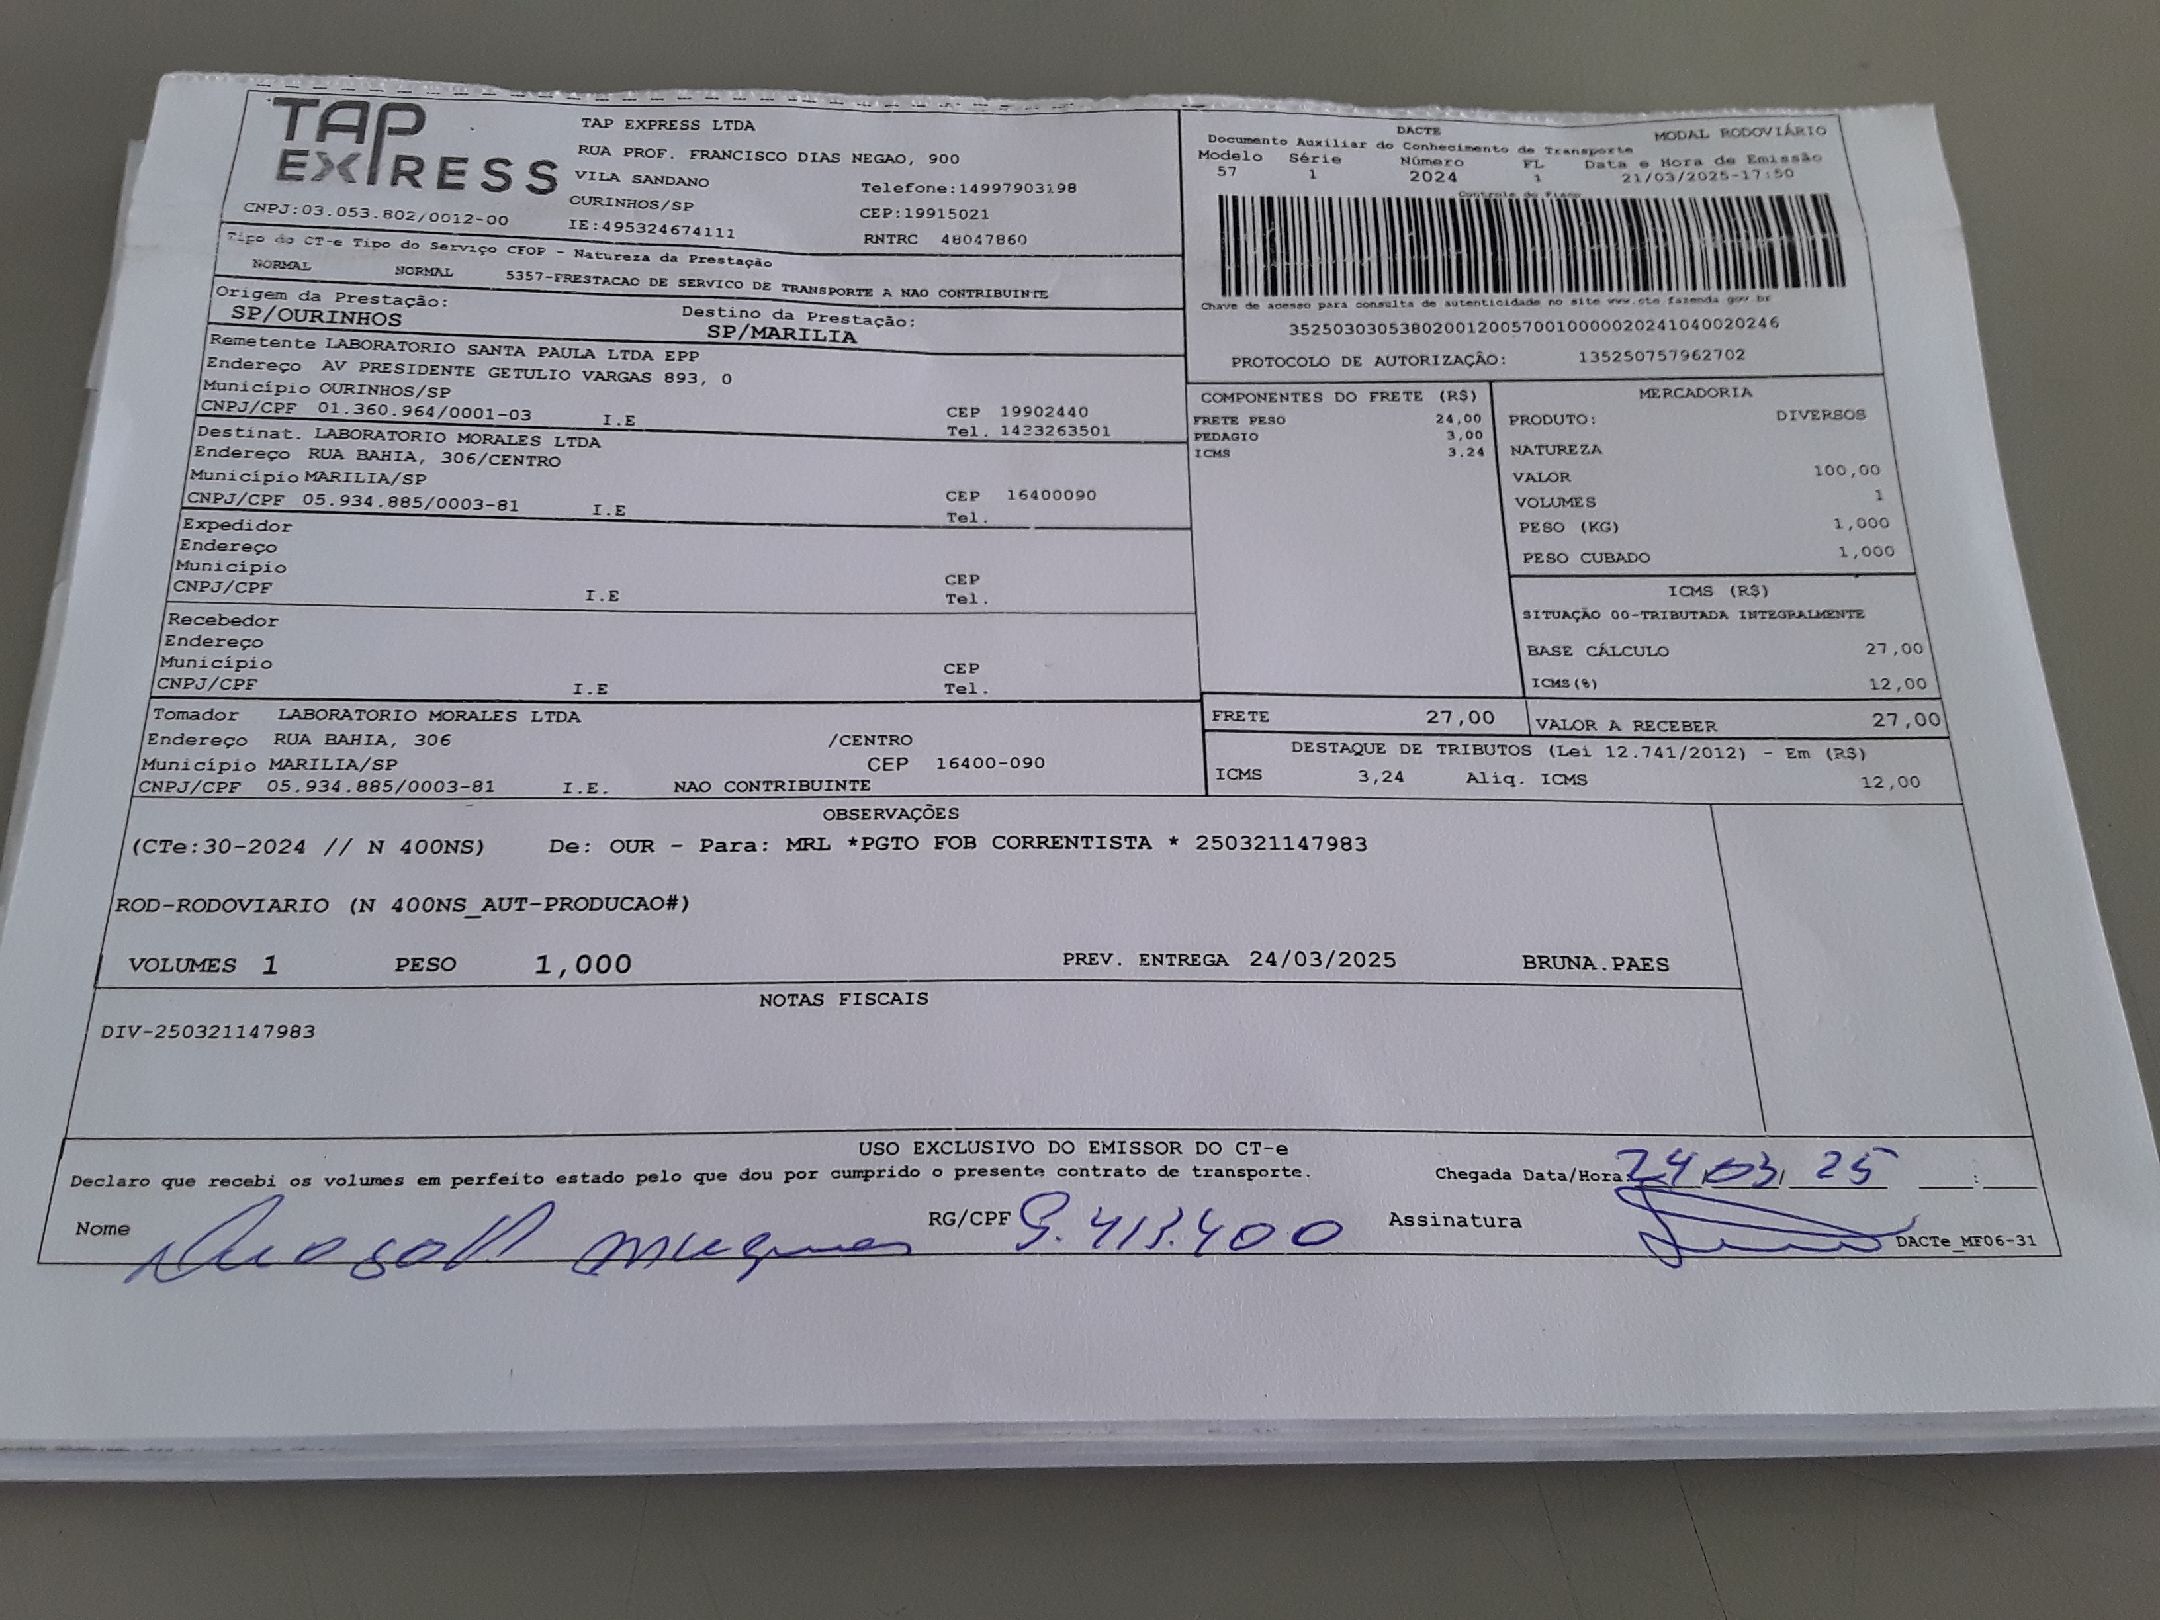 TAP EXPRESS
TAP EXPRESS LTDA
RUA PROF. FRANCISCO DIAS NEGAO, 900
VILA SANDANO
Telefone:14997903198
OURINHOS/SP
CEP:19915021
CNPJ:03.053.802/0012-00
IE:495324674111
RNTRC 48047860
DACTE
MODAL RODOVIÁRIO
Documento Auxiliar do Conhecimento de Transporte
Modelo Série Número FL Data e Hora de Emissão
57 1 2024 1 21/03/2025-17:50
Controle do Fisco
Chave de acesso para consulta de autenticidade no site www.cte.fazenda.gov.br
35250303053802001200570010000020241040020246
PROTOCOLO DE AUTORIZAÇÃO: 135250757962702
Tipo do CT-e Tipo do Serviço CFOP - Natureza da Prestação
NORMAL NORMAL 5357-PRESTACAO DE SERVICO DE TRANSPORTE A NAO CONTRIBUINTE
Origem da Prestação: Destino da Prestação:
SP/OURINHOS SP/MARILIA
Remetente LABORATORIO SANTA PAULA LTDA EPP
Endereço AV PRESIDENTE GETULIO VARGAS 893, 0
Município OURINHOS/SP CEP 19902440
CNPJ/CPF 01.360.964/0001-03 I.E Tel. 1433263501
Destinat. LABORATORIO MORALES LTDA
Endereço RUA BAHIA, 306/CENTRO
Município MARILIA/SP CEP 16400090
CNPJ/CPF 05.934.885/0003-81 I.E Tel.
Expedidor
Endereço
Município CEP
CNPJ/CPF I.E Tel.
Recebedor
Endereço
Município CEP
CNPJ/CPF I.E Tel.
Tomador LABORATORIO MORALES LTDA
Endereço RUA BAHIA, 306 /CENTRO
Município MARILIA/SP CEP 16400-090
CNPJ/CPF 05.934.885/0003-81 I.E. NAO CONTRIBUINTE
COMPONENTES DO FRETE (R$)
FRETE PESO 24,00
PEDAGIO 3,00
ICMS 3.24
MERCADORIA
PRODUTO: DIVERSOS
NATUREZA
VALOR 100,00
VOLUMES 1
PESO (KG) 1,000
PESO CUBADO 1,000
ICMS (R$)
SITUAÇÃO 00-TRIBUTADA INTEGRALMENTE
BASE CÁLCULO 27,00
ICMS(%) 12,00
FRETE 27,00 VALOR A RECEBER 27,00
DESTAQUE DE TRIBUTOS (Lei 12.741/2012) - Em (R$)
ICMS 3,24 Aliq. ICMS 12,00
OBSERVAÇÕES
(CTe:30-2024 // N 400NS) De: OUR - Para: MRL *PGTO FOB CORRENTISTA * 250321147983
ROD-RODOVIARIO (N 400NS_AUT-PRODUCAO#)
VOLUMES 1 PESO 1,000 PREV. ENTREGA 24/03/2025 BRUNA.PAES
NOTAS FISCAIS
DIV-250321147983
USO EXCLUSIVO DO EMISSOR DO CT-e
Declaro que recebi os volumes em perfeito estado pelo que dou por cumprido o presente contrato de transporte. Chegada Data/Hora: 24/03/25 __:__
Nome RG/CPF 9.413.400 Assinatura DACTe_MF06-31